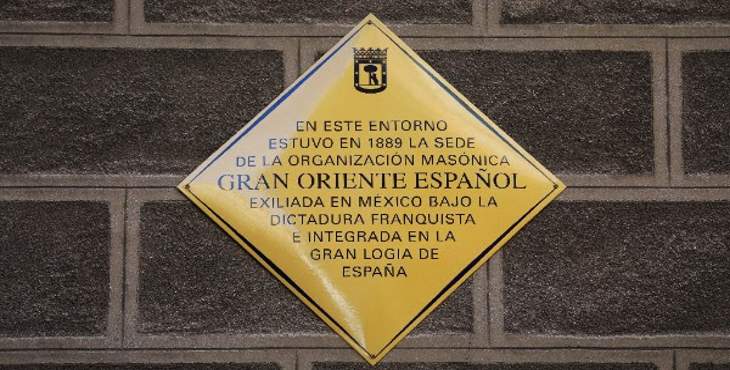 EN ESTE ENTORNO
ESTUVO EN 1889 LA SEDE
DE LA ORGANIZACIÓN MASÓNICA
GRAN ORIENTE ESPAÑOL
EXILIADA EN MÉXICO BAJO LA
DICTADURA FRANQUISTA
E INTEGRADA EN LA
GRAN LOGIA DE
ESPAÑA